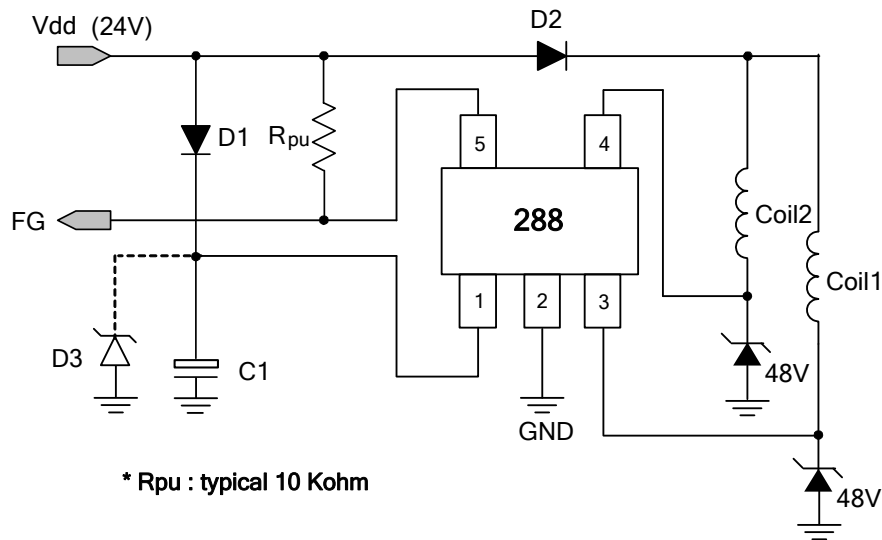 D2
Vdd (24V)
D1
Rpu
5
4
FG
288
Coil2
Coil1
1
2
3
D3
C1
48V
GND
* Rpu : typical 10 Kohm
48V